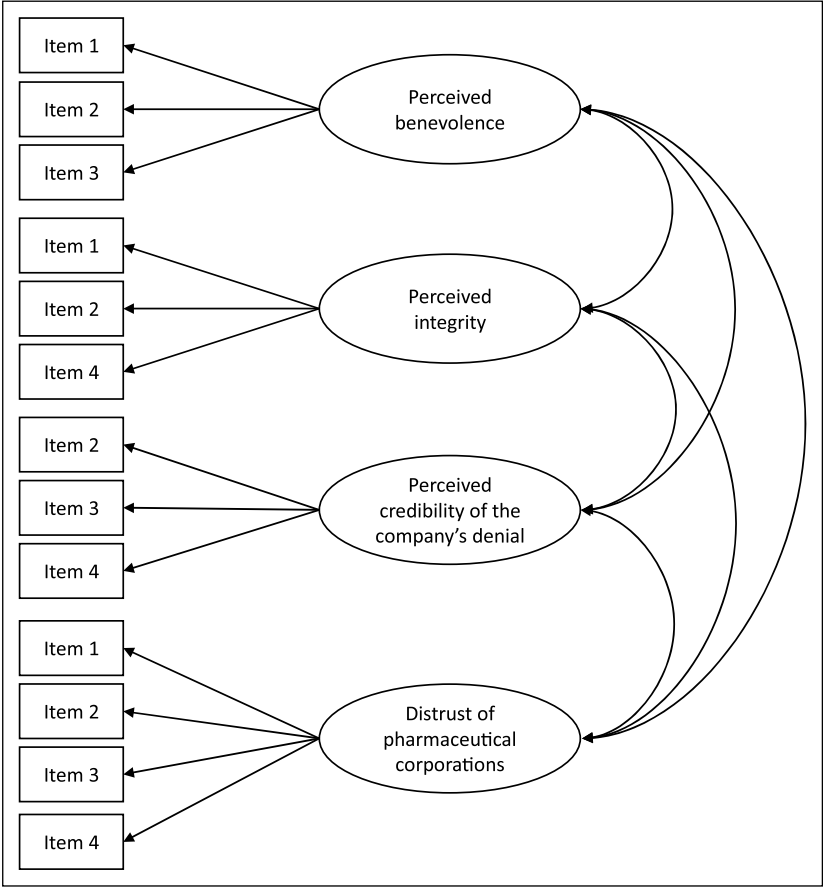 Item 1
Item 2
Item 3
Perceived
benevolence
Item 1
Item 2
Item 4
Perceived
integrity
Item 2
Item 3
Item 4
Perceived
credibility of the
company’s denial
Item 1
Item 2
Item 3
Item 4
Distrust of
pharmaceutical
corporations